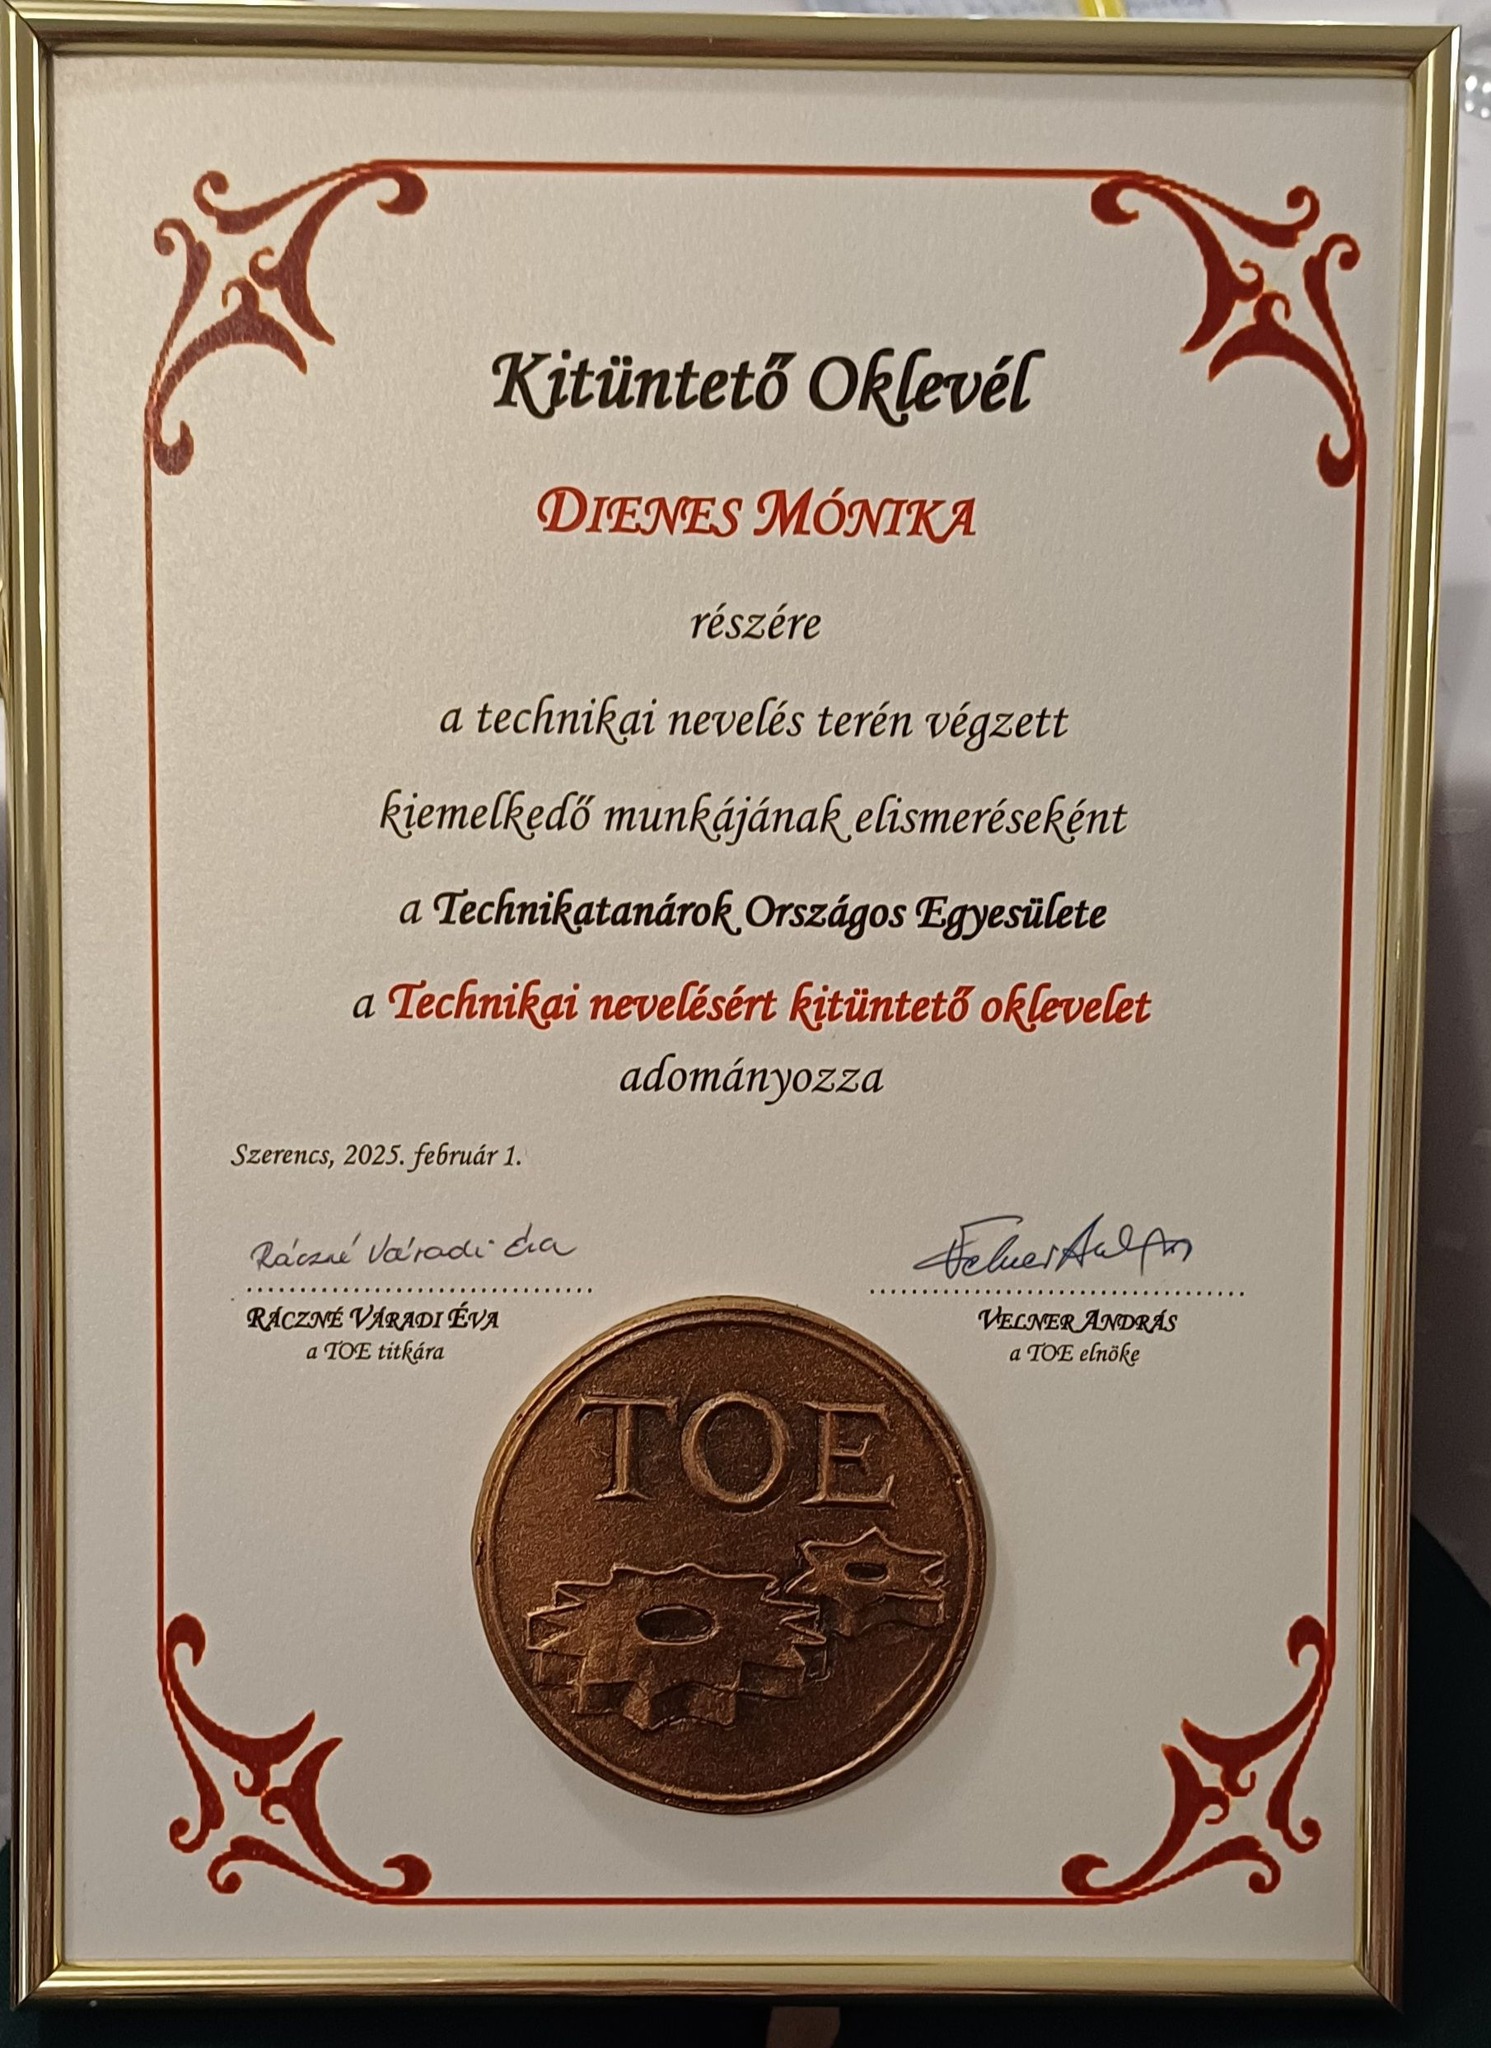 Kitüntető Oklevél
DIENES MÓNIKA
részére
a technikai nevelés terén végzett
kiemelkedő munkájának elismeréseként
a Technikatanárok Országos Egyesülete
a Technikai nevelésért kitüntető oklevelet
adományozza
Szerencs, 2025. február 1.
Ráczné Váradi Éva
RÁCZNÉ VÁRADI ÉVA
a TOE titkára
VELNER ANDRÁS
a TOE elnöke
TOE